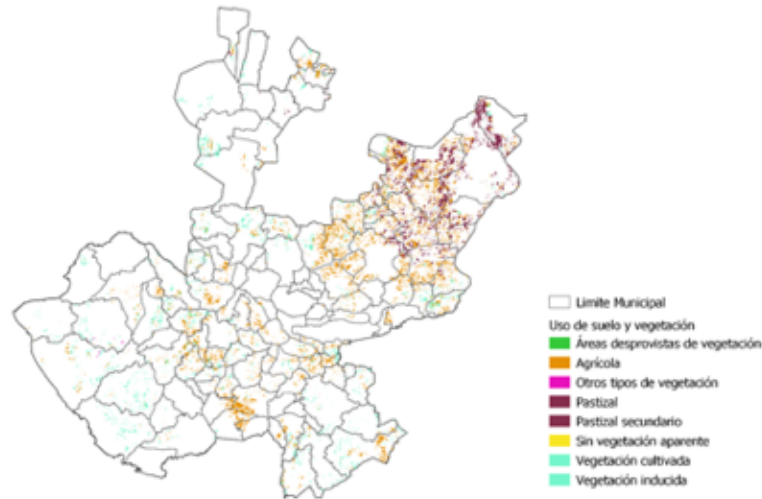 Limite Municipal
Uso de suelo y vegetación
Áreas desprovistas de vegetación
Agrícola
Otros tipos de vegetación
Pastizal
Pastizal secundario
Sin vegetación aparente
Vegetación cultivada
Vegetación inducida